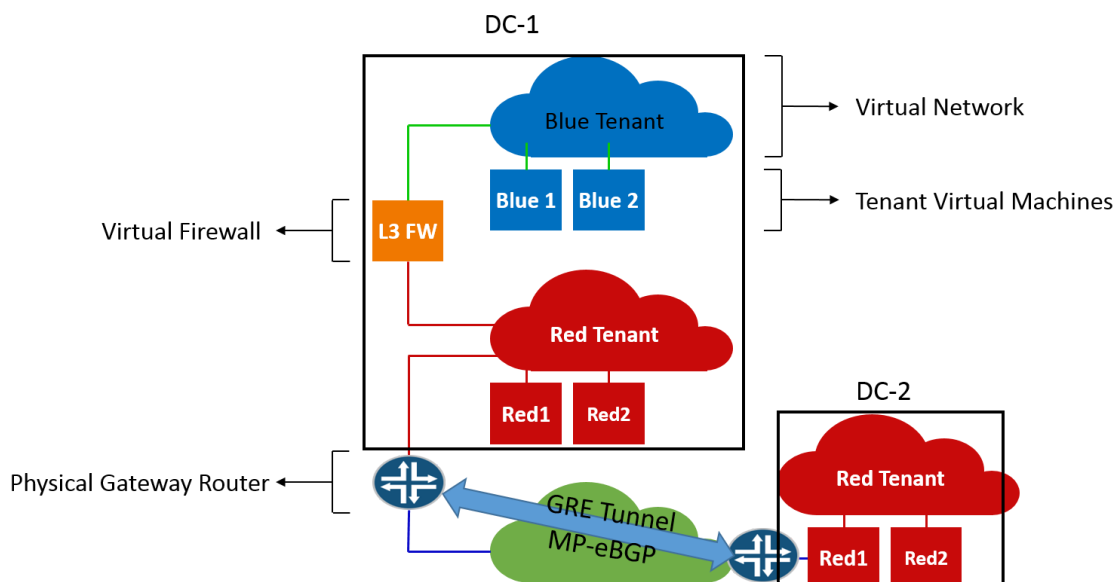 DC-1
Blue Tenant
Virtual Network
Blue 1
Blue 2
Tenant Virtual Machines
Virtual Firewall
L3 FW
Red Tenant
Red1
Red2
DC-2
Physical Gateway Router
Red Tenant
GRE Tunnel
MP-eBGP
Red1
Red2